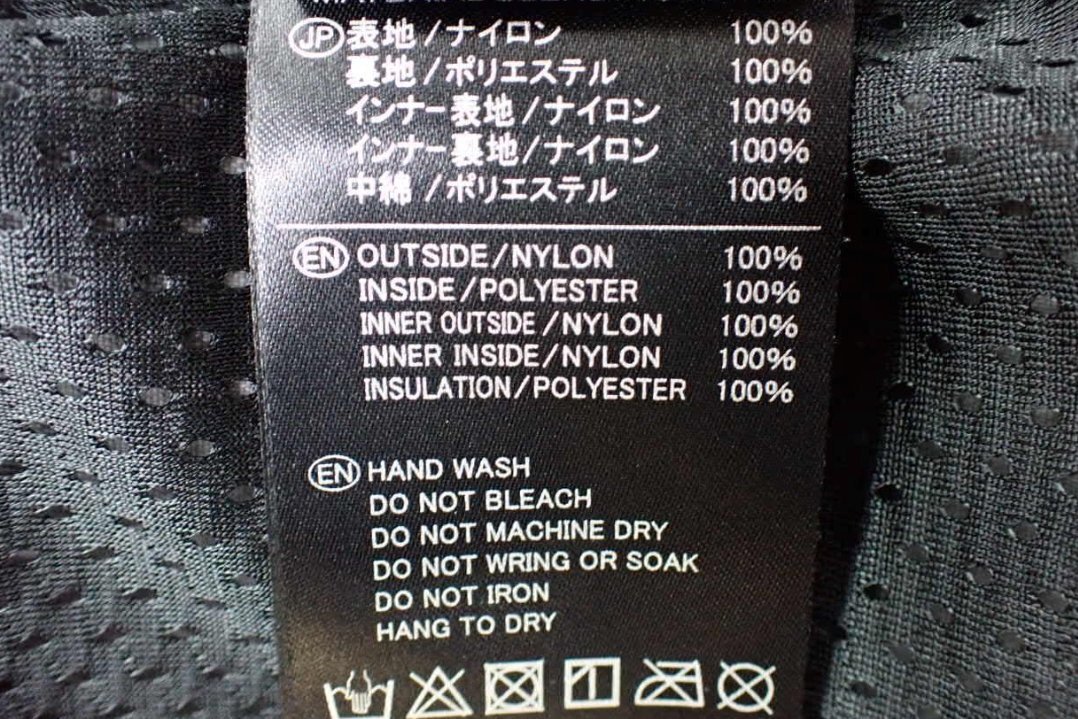 JP 表地/ナイロン 100%
裏地/ポリエステル 100%
インナー表地/ナイロン 100%
インナー裏地/ナイロン 100%
中綿/ポリエステル 100%
EN OUTSIDE/NYLON 100%
INSIDE/POLYESTER 100%
INNER OUTSIDE/NYLON 100%
INNER INSIDE/NYLON 100%
INSULATION/POLYESTER 100%
EN HAND WASH
DO NOT BLEACH
DO NOT MACHINE DRY
DO NOT WRING OR SOAK
DO NOT IRON
HANG TO DRY